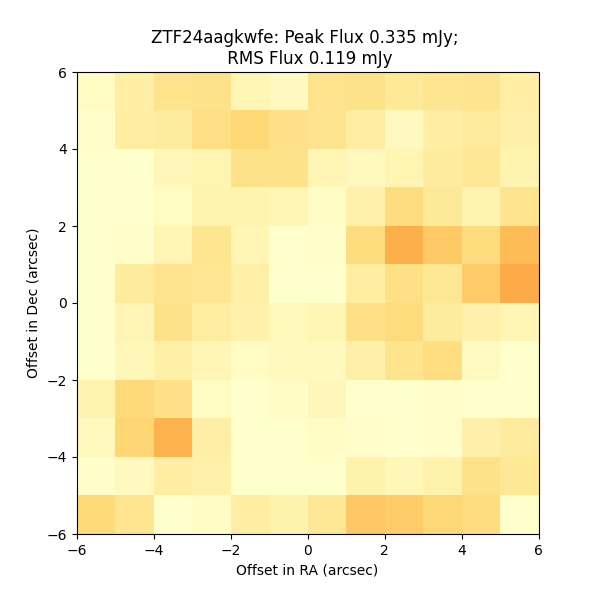 ZTF24aagkwfe: Peak Flux 0.335 mJy;
RMS Flux 0.119 mJy
6
4
2
0
−2
−4
−6
Offset in Dec (arcsec)
−6 −4 −2 0 2 4 6
Offset in RA (arcsec)